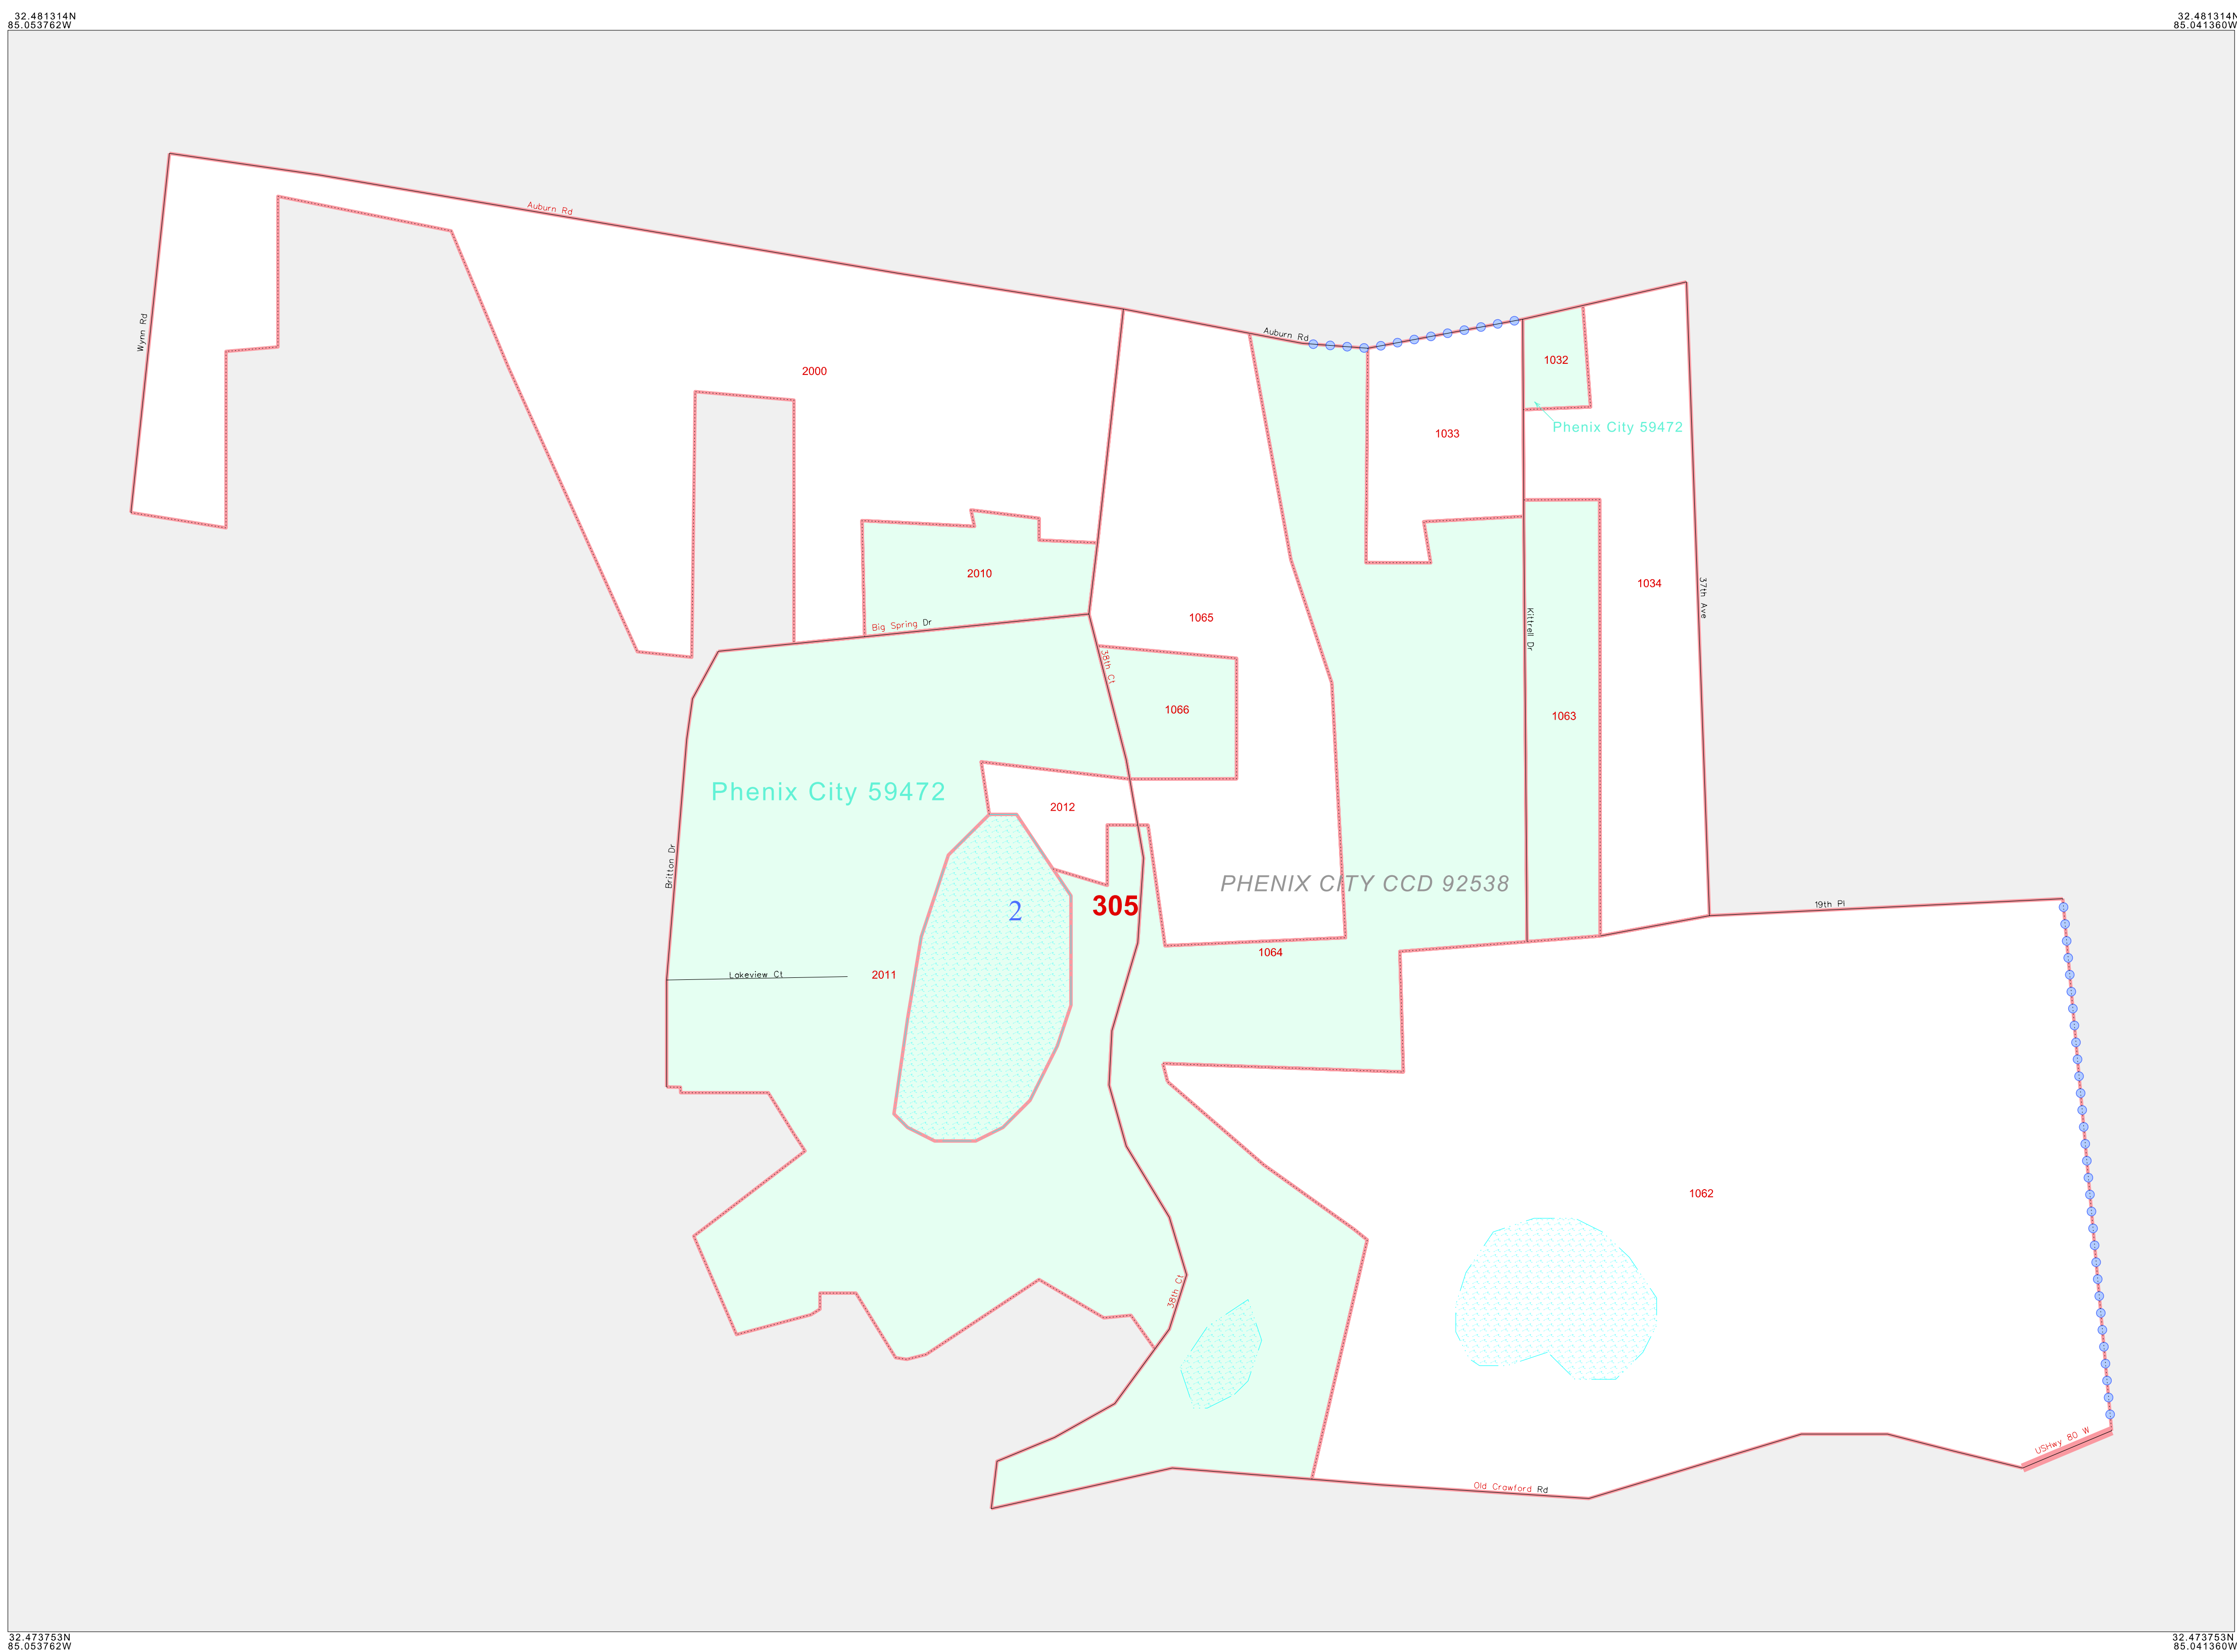 32.481314N
85.053762W
32.481314N
85.041360W
Auburn Rd
Wynn Rd
Auburn Rd
2000
1032
Phenix City 59472
1033
2010
1034
37th Ave
1065
Big Spring Dr
Kittrell Dr
38th Ct
1066
1063
Phenix City 59472
2012
Britton Dr
PHENIX CITY CCD 92538
305
2
19th Pl
1064
Lakeview Ct
2011
1062
38th Ct
USHwy 80 W
Old Crawford Rd
32.473753N
85.053762W
32.473753N
85.041360W